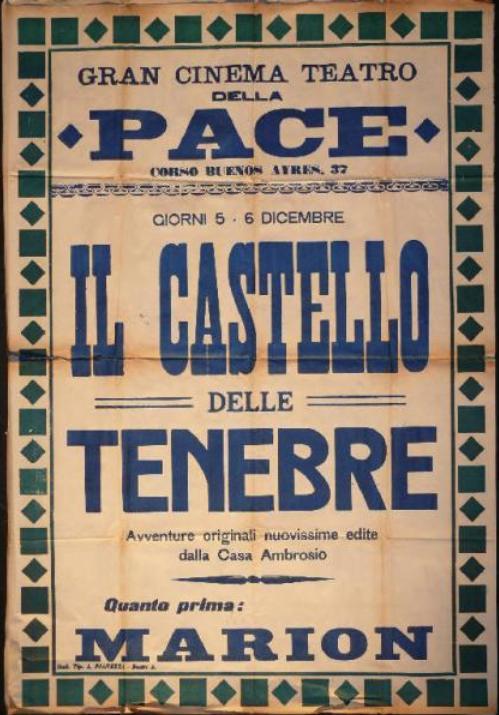 GRAN CINEMA TEATRO
DELLA
PACE
CORSO BUENOS AYRES, 37
GIORNI 5 - 6 DICEMBRE
IL CASTELLO
DELLE
TENEBRE
Avventure originali nuovissime edite
dalla Casa Ambrosio
Quanto prima:
MARION